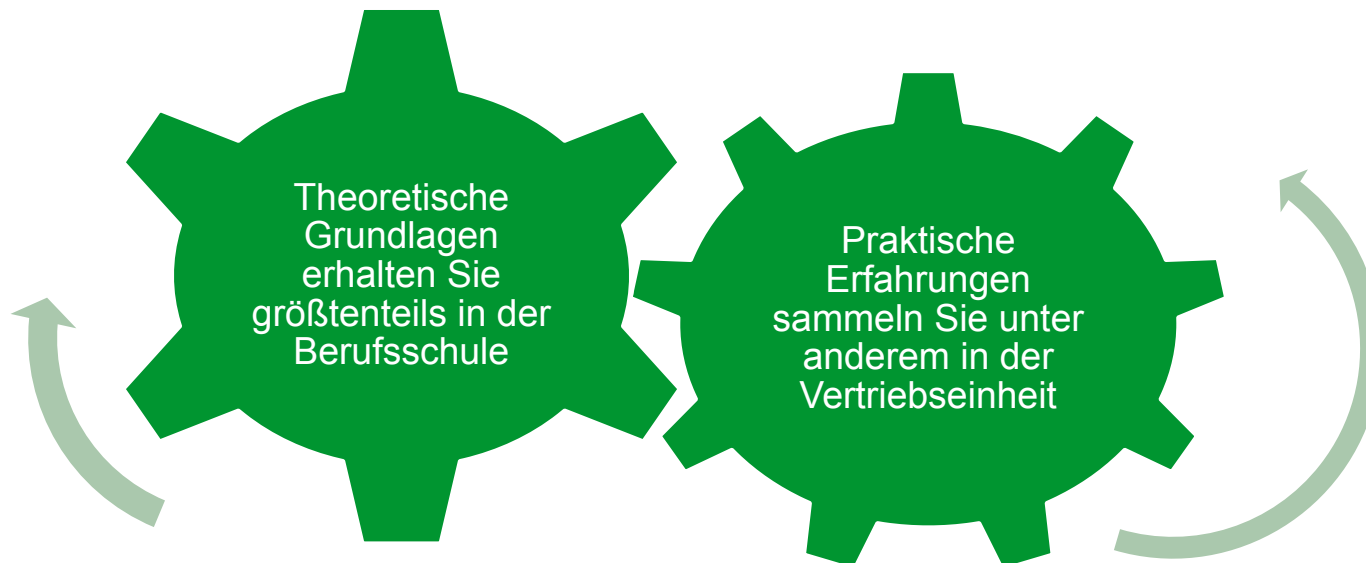 Theoretische
Grundlagen
erhalten Sie
größtenteils in der
Berufsschule
Praktische
Erfahrungen
sammeln Sie unter
anderem in der
Vertriebseinheit